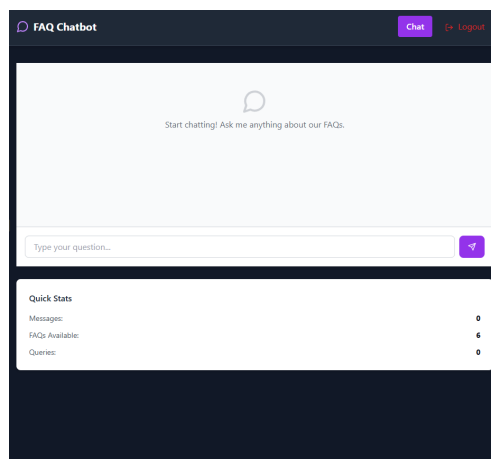 FAQ Chatbot
Chat
Logout
Start chatting! Ask me anything about our FAQs.
Type your question...
Quick Stats
Messages: 0
FAQs Available: 6
Queries: 0